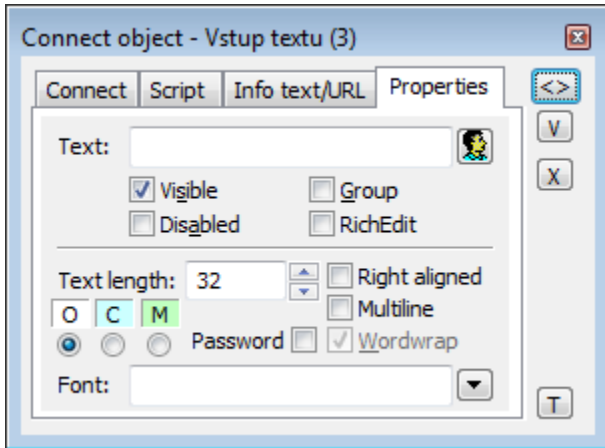 Connect object - Vstup textu (3)
Connect Script Info text/URL Properties
<>
V
X
Text:
Visible Group
Disabled RichEdit
Text length: 32 Right aligned
O C M Multiline
Password Wordwrap
Font:
T